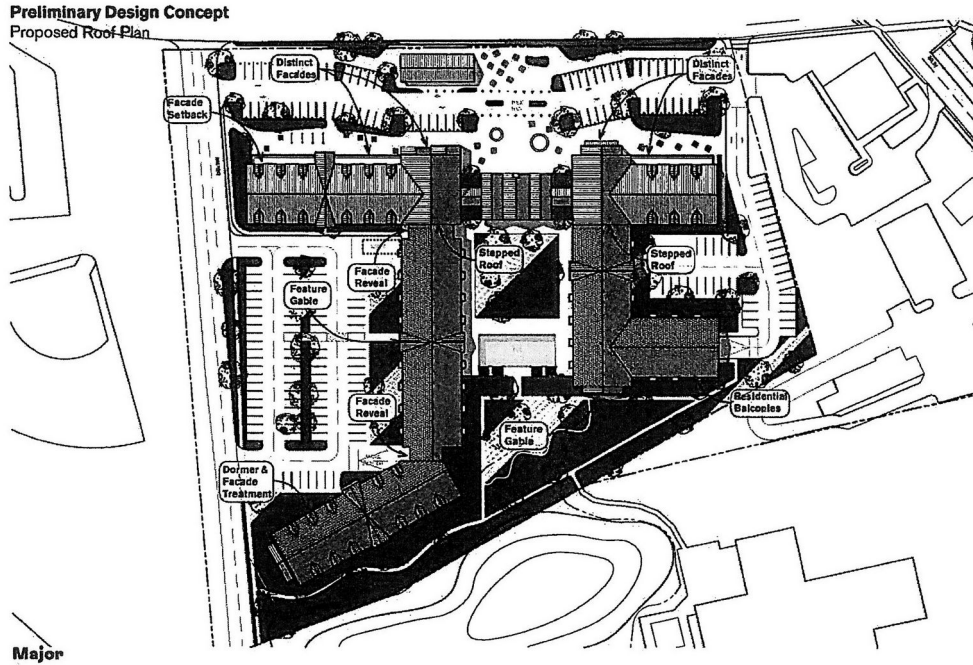 Preliminary Design Concept
Proposed Roof Plan
Distinct
Facades
Distinct
Facades
Facade
Setback
Stepped
Roof
Stepped
Roof
Facade
Reveal
Feature
Gable
Facade
Reveal
Feature
Gable
Residential
Balconies
Dormer &
Facade
Treatment
Major